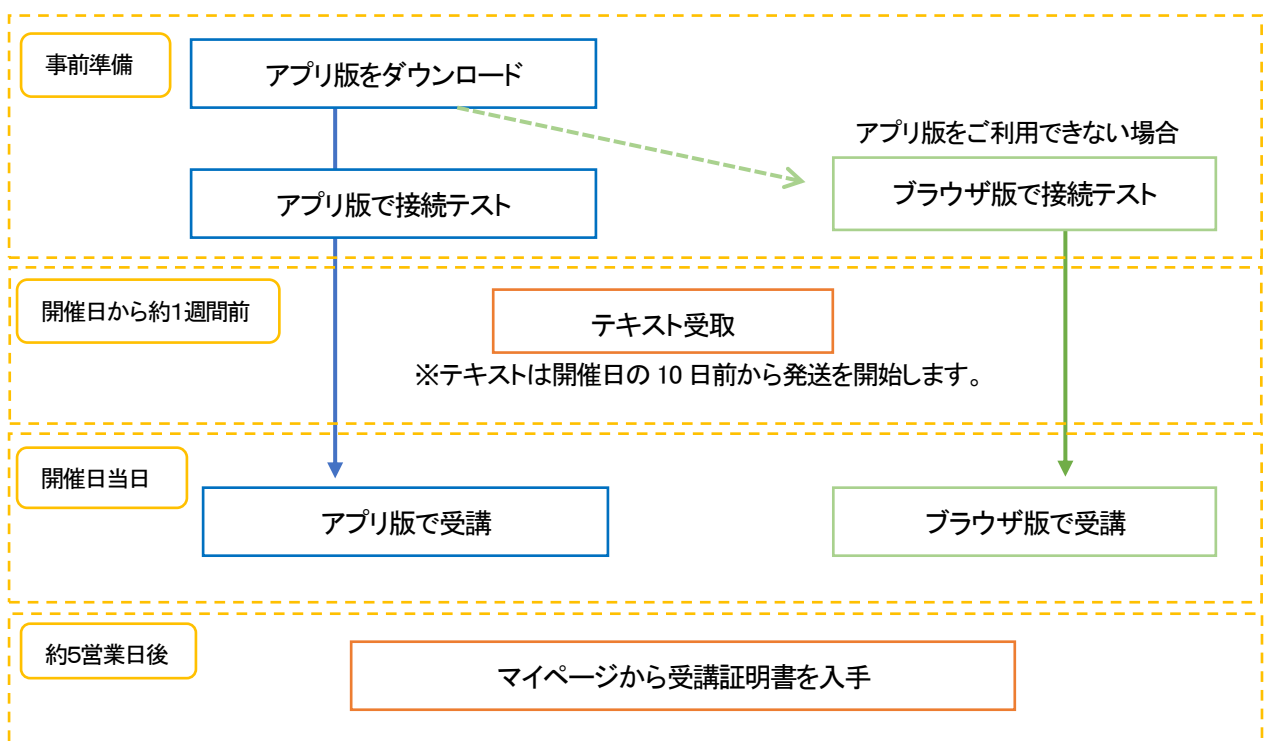 事前準備
アプリ版をダウンロード
アプリ版をご利用できない場合
アプリ版で接続テスト
ブラウザ版で接続テスト
開催日から約1週間前
テキスト受取
※テキストは開催日の 10 日前から発送を開始します。
開催日当日
アプリ版で受講
ブラウザ版で受講
約5営業日後
マイページから受講証明書を入手